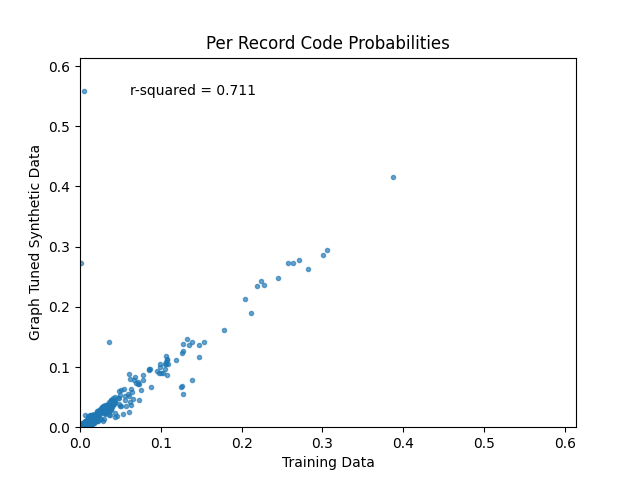 Per Record Code Probabilities
r-squared = 0.711
Graph Tuned Synthetic Data
0.6
0.5
0.4
0.3
0.2
0.1
0.0
0.0 0.1 0.2 0.3 0.4 0.5 0.6
Training Data